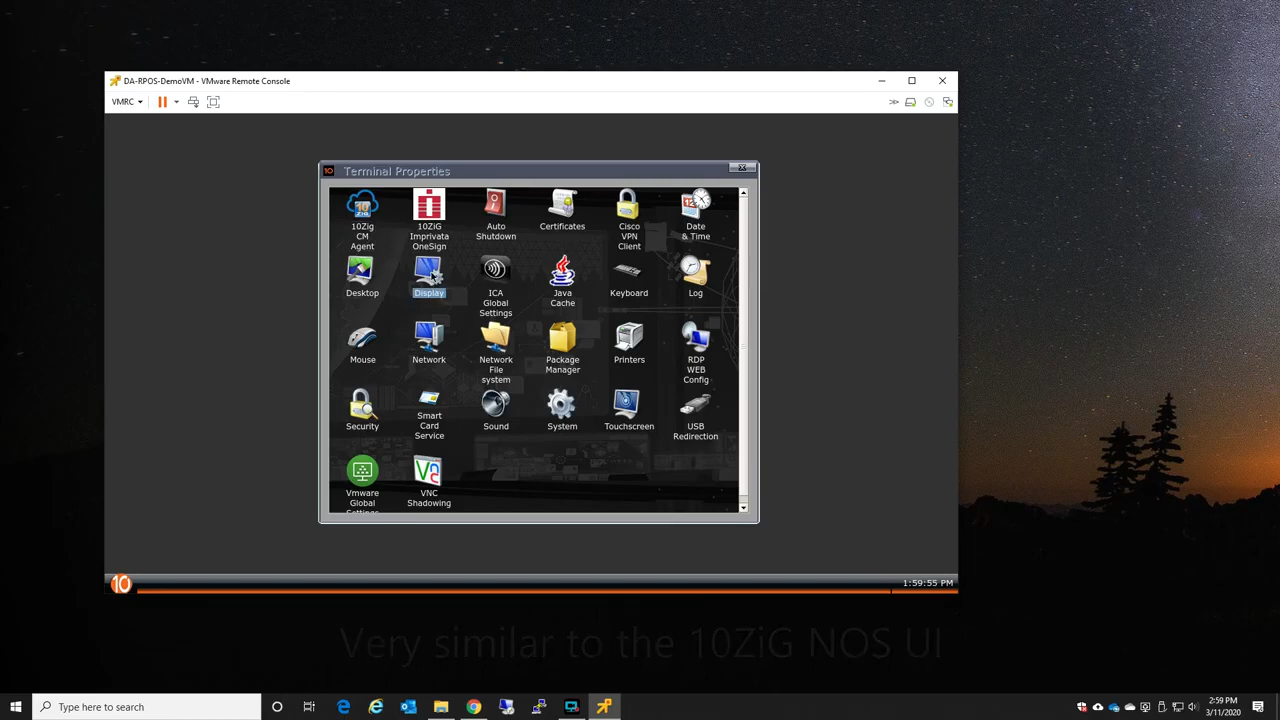 DA-RPOS-DemoVM - VMware Remote Console
VMRC
10 Terminal Properties
10Zig
CM
Agent
10ZiG
Imprivata
OneSign
Auto
Shutdown
Certificates
Cisco
VPN
Client
Date
& Time
Desktop
Display
ICA
Global
Settings
Java
Cache
Keyboard
Log
Mouse
Network
Network
File
system
Package
Manager
Printers
RDP
WEB
Config
Security
Smart
Card
Service
Sound
System
Touchscreen
USB
Redirection
Vmware
Global
Settings
VNC
Shadowing
10
1:59:55 PM
Very similar to the 10ZiG NOS UI
Type here to search
2:59 PM
3/11/2020